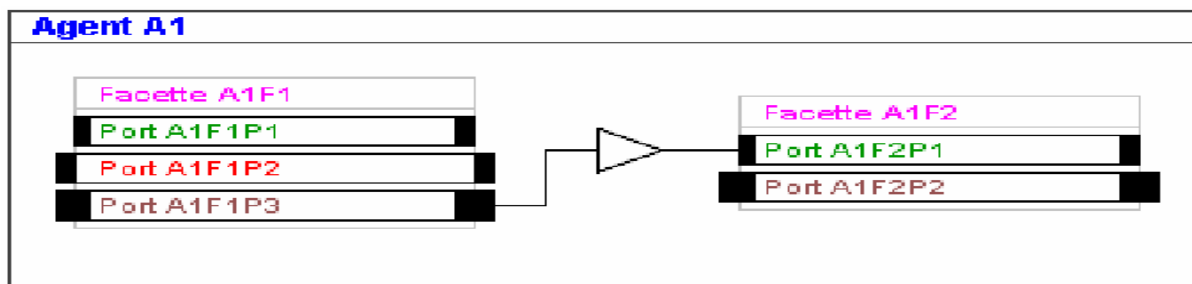 Agent A1
Facette A1F1
Port A1F1P1
Port A1F1P2
Port A1F1P3
Facette A1F2
Port A1F2P1
Port A1F2P2